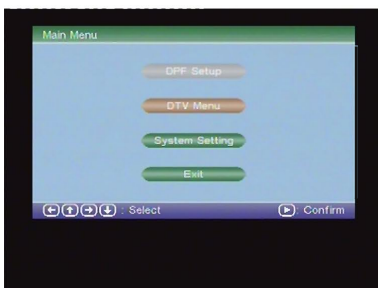 Main Menu
DPF Setup
DTV Menu
System Setting
Exit
: Select
: Confirm